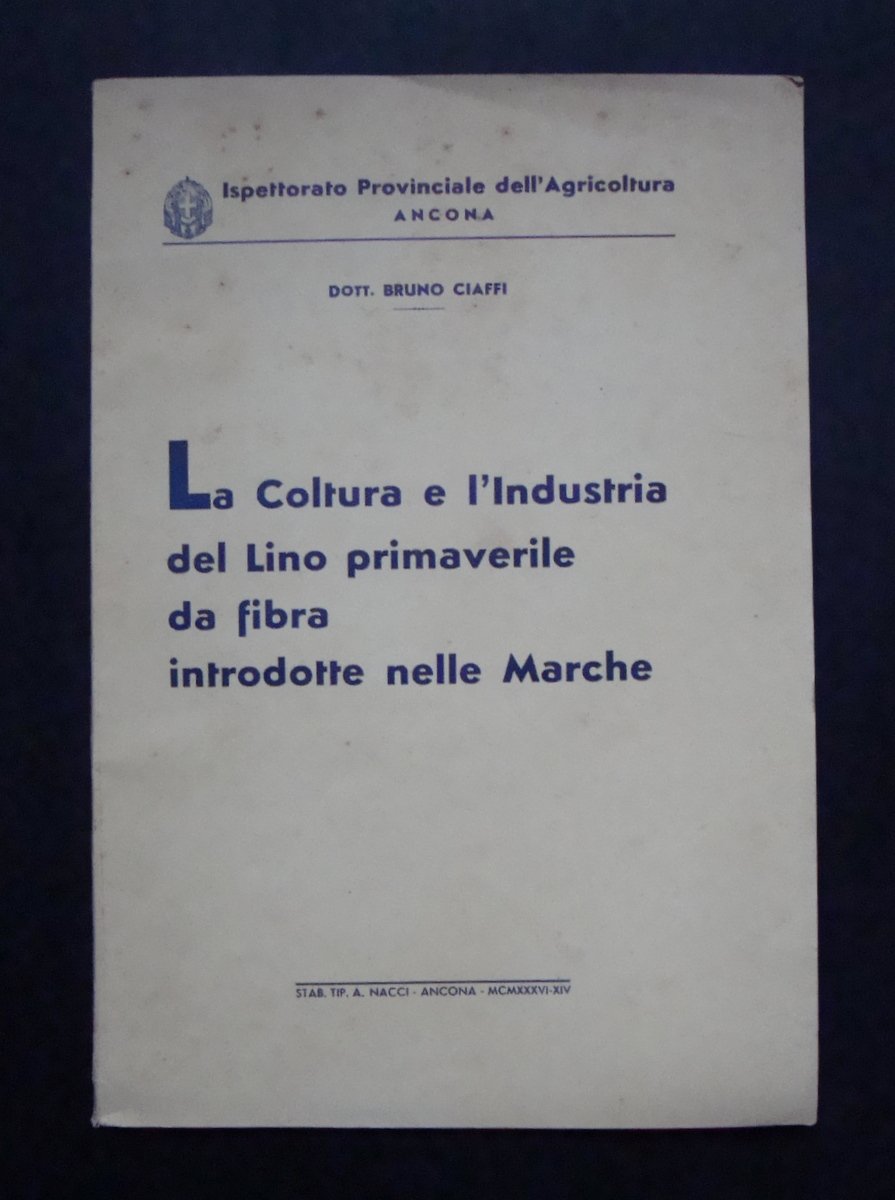 Ispettorato Provinciale dell'Agricoltura
ANCONA
DOTT. BRUNO CIAFFI
La Coltura e l'Industria
del Lino primaverile
da fibra
introdotte nelle Marche
STAB. TIP. A. NACCI - ANCONA - MCMXXXVI-XIV